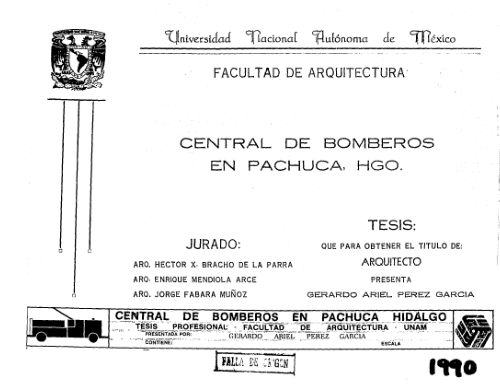 Universidad Nacional Autónoma de México
FACULTAD DE ARQUITECTURA
CENTRAL DE BOMBEROS
EN PACHUCA, HGO.
TESIS:
JURADO:
QUE PARA OBTENER EL TITULO DE:
ARQ. HECTOR X. BRACHO DE LA PARRA
ARQUITECTO
ARQ. ENRIQUE MENDIOLA ARCE
PRESENTA
ARQ. JORGE FABARA MUÑOZ
GERARDO ARIEL PEREZ GARCIA
CENTRAL DE BOMBEROS EN PACHUCA HIDALGO
TESIS PROFESIONAL · FACULTAD DE ARQUITECTURA · UNAM
PRESENTADA POR: GERARDO ARIEL PEREZ GARCIA
CONTIENE: ESCALA
FALLA DE ORIGEN
1990